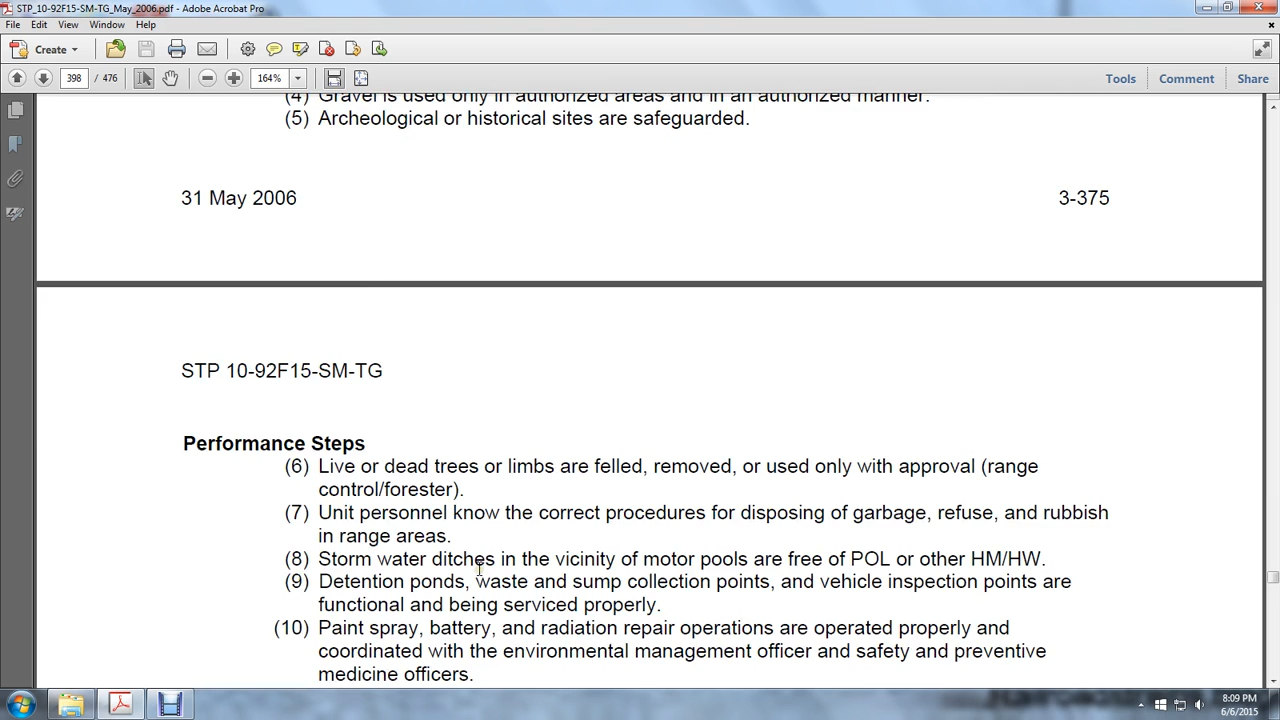 STP_10-92F15-SM-TG_May_2006.pdf - Adobe Acrobat Pro
File Edit View Window Help
Create
398 / 476 164% Tools Comment Share
(4) Gravel is used only in authorized areas and in an authorized manner.
(5) Archeological or historical sites are safeguarded.
31 May 2006 3-375
STP 10-92F15-SM-TG
Performance Steps
(6) Live or dead trees or limbs are felled, removed, or used only with approval (range
control/forester).
(7) Unit personnel know the correct procedures for disposing of garbage, refuse, and rubbish
in range areas.
(8) Storm water ditches in the vicinity of motor pools are free of POL or other HM/HW.
(9) Detention ponds, waste and sump collection points, and vehicle inspection points are
functional and being serviced properly.
(10) Paint spray, battery, and radiation repair operations are operated properly and
coordinated with the environmental management officer and safety and preventive
medicine officers.
8:09 PM
6/6/2015